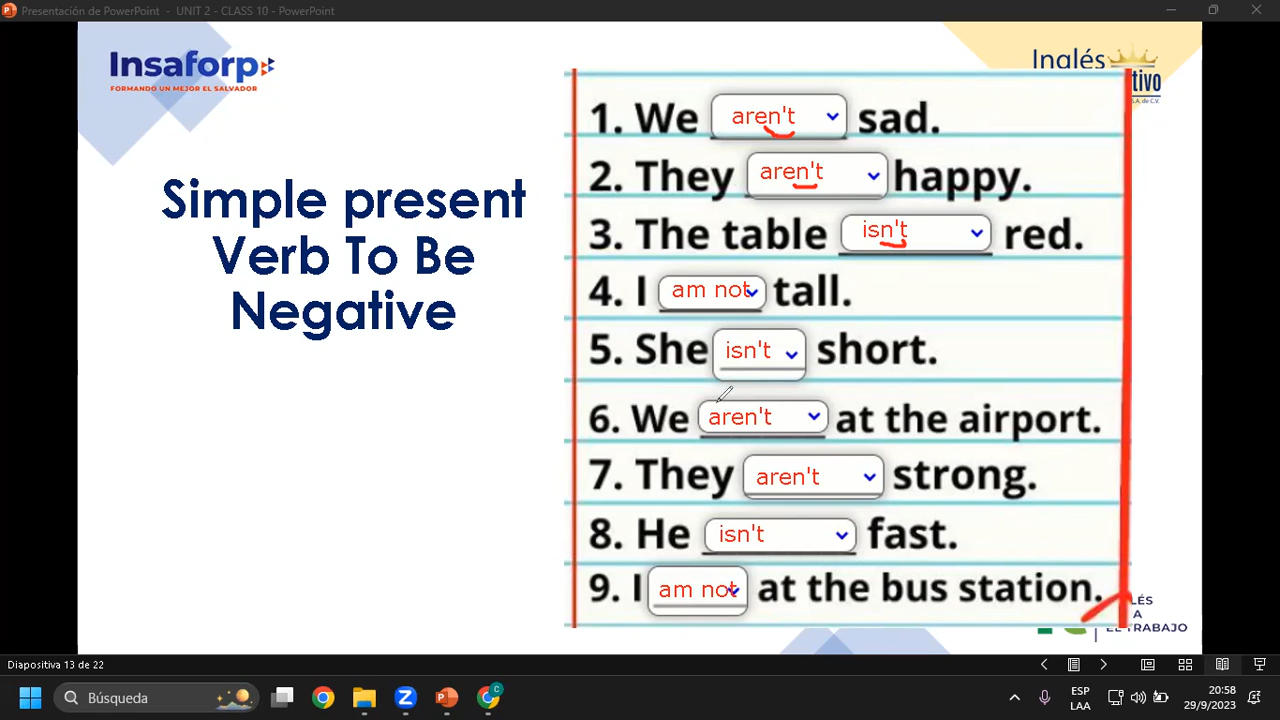 Presentación de PowerPoint - UNIT 2 - CLASS 10 - PowerPoint
Insaforp
FORMANDO UN MEJOR EL SALVADOR
Inglés
tivo
S.A. de C.V.
Simple present
Verb To Be
Negative
1. We aren't sad.
2. They aren't happy.
3. The table isn't red.
4. I am not tall.
5. She isn't short.
6. We aren't at the airport.
7. They aren't strong.
8. He isn't fast.
9. I am not at the bus station.
LÉS
A
EL TRABAJO
Diapositiva 13 de 22
Búsqueda
ESP
LAA
20:58
29/9/2023